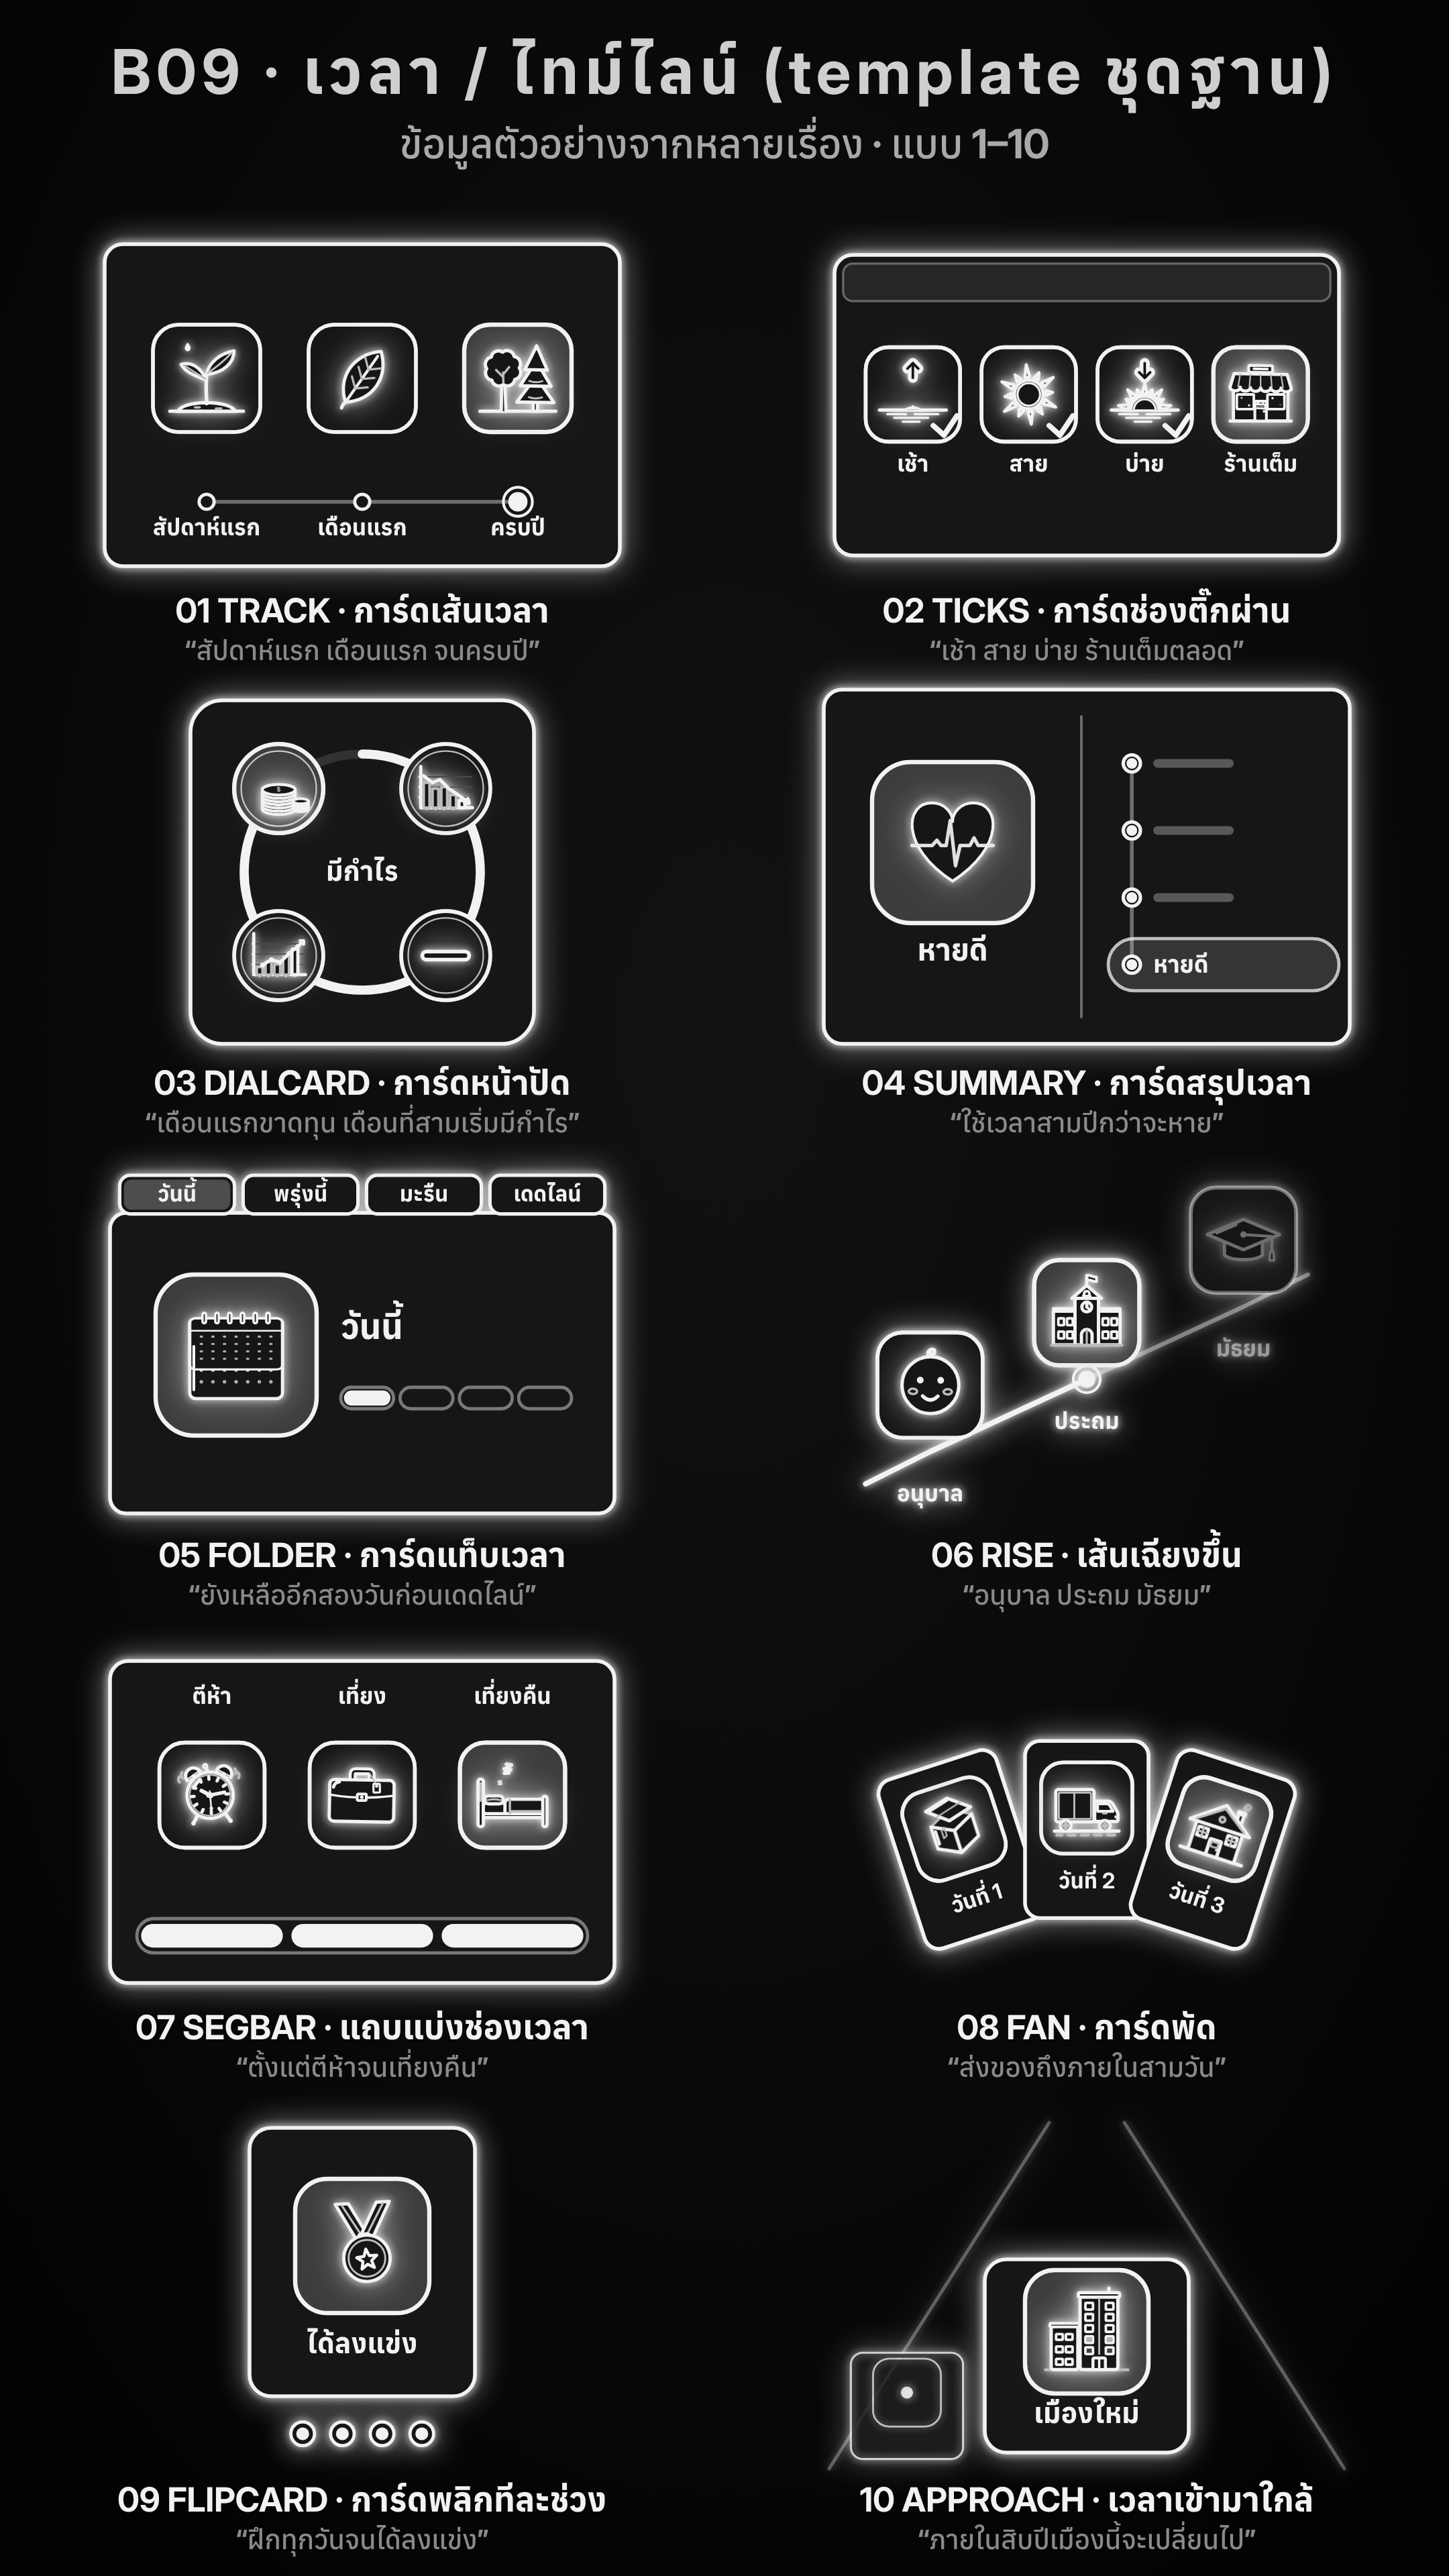 B09 · เวลา / ไทม์ไลน์ (template ชุดฐาน)
ข้อมูลตัวอย่างจากหลายเรื่อง · แบบ 1–10
สัปดาห์แรก เดือนแรก ครบปี
01 TRACK · การ์ดเส้นเวลา
“สัปดาห์แรก เดือนแรก จนครบปี”
เช้า สาย บ่าย ร้านเต็ม
02 TICKS · การ์ดช่องติ๊กผ่าน
“เช้า สาย บ่าย ร้านเต็มตลอด”
มีกำไร
03 DIALCARD · การ์ดหน้าปัด
“เดือนแรกขาดทุน เดือนที่สามเริ่มมีกำไร”
หายดี
หายดี
04 SUMMARY · การ์ดสรุปเวลา
“ใช้เวลาสามปีกว่าจะหาย”
วันนี้ พรุ่งนี้ มะรืน เดดไลน์
วันนี้
05 FOLDER · การ์ดแท็บเวลา
“ยังเหลืออีกสองวันก่อนเดดไลน์”
มัธยม
ประถม
อนุบาล
06 RISE · เส้นเฉียงขึ้น
“อนุบาล ประถม มัธยม”
ตีห้า เที่ยง เที่ยงคืน
07 SEGBAR · แถบแบ่งช่องเวลา
“ตั้งแต่ตีห้าจนเที่ยงคืน”
วันที่ 1 วันที่ 2 วันที่ 3
08 FAN · การ์ดพัด
“ส่งของถึงภายในสามวัน”
ได้ลงแข่ง
09 FLIPCARD · การ์ดพลิกทีละช่วง
“ฝึกทุกวันจนได้ลงแข่ง”
เมืองใหม่
10 APPROACH · เวลาเข้ามาใกล้
“ภายในสิบปีเมืองนี้จะเปลี่ยนไป”